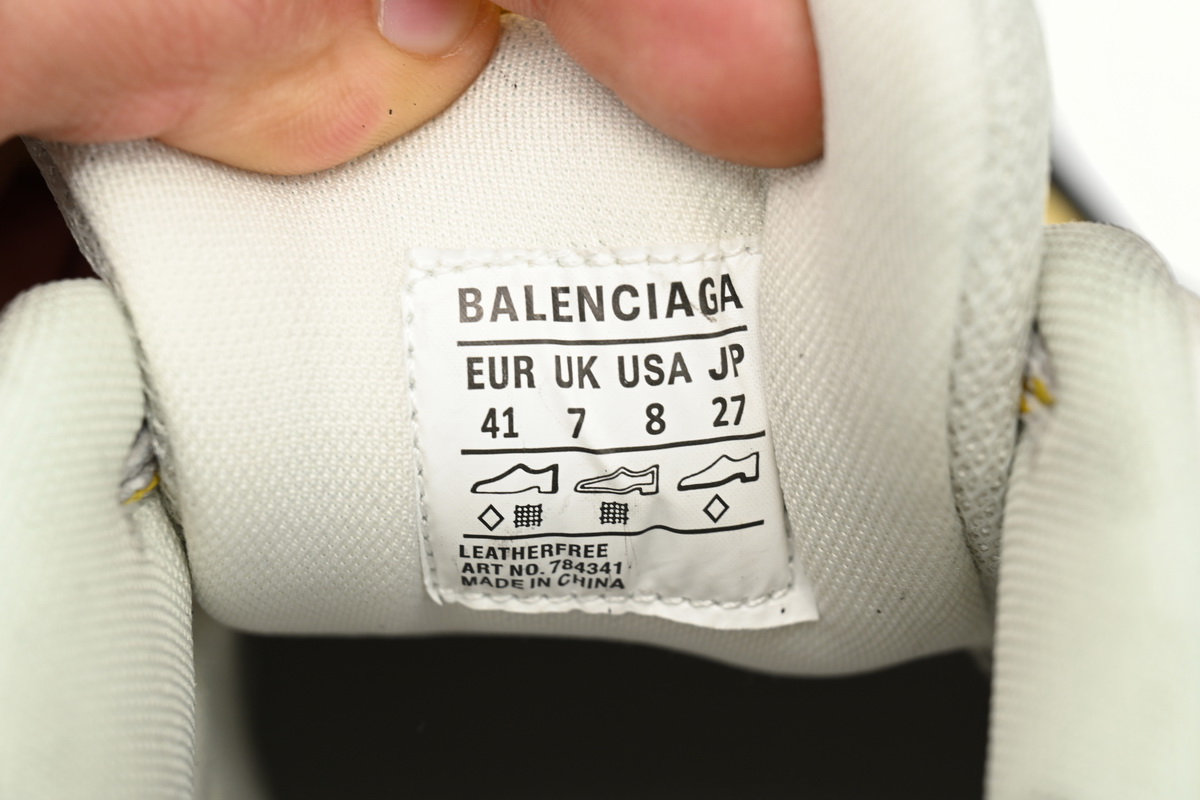 BALENCIAGA
EUR UK USA JP
41 7 8 27
LEATHERFREE
ART NO. 784341
MADE IN CHINA